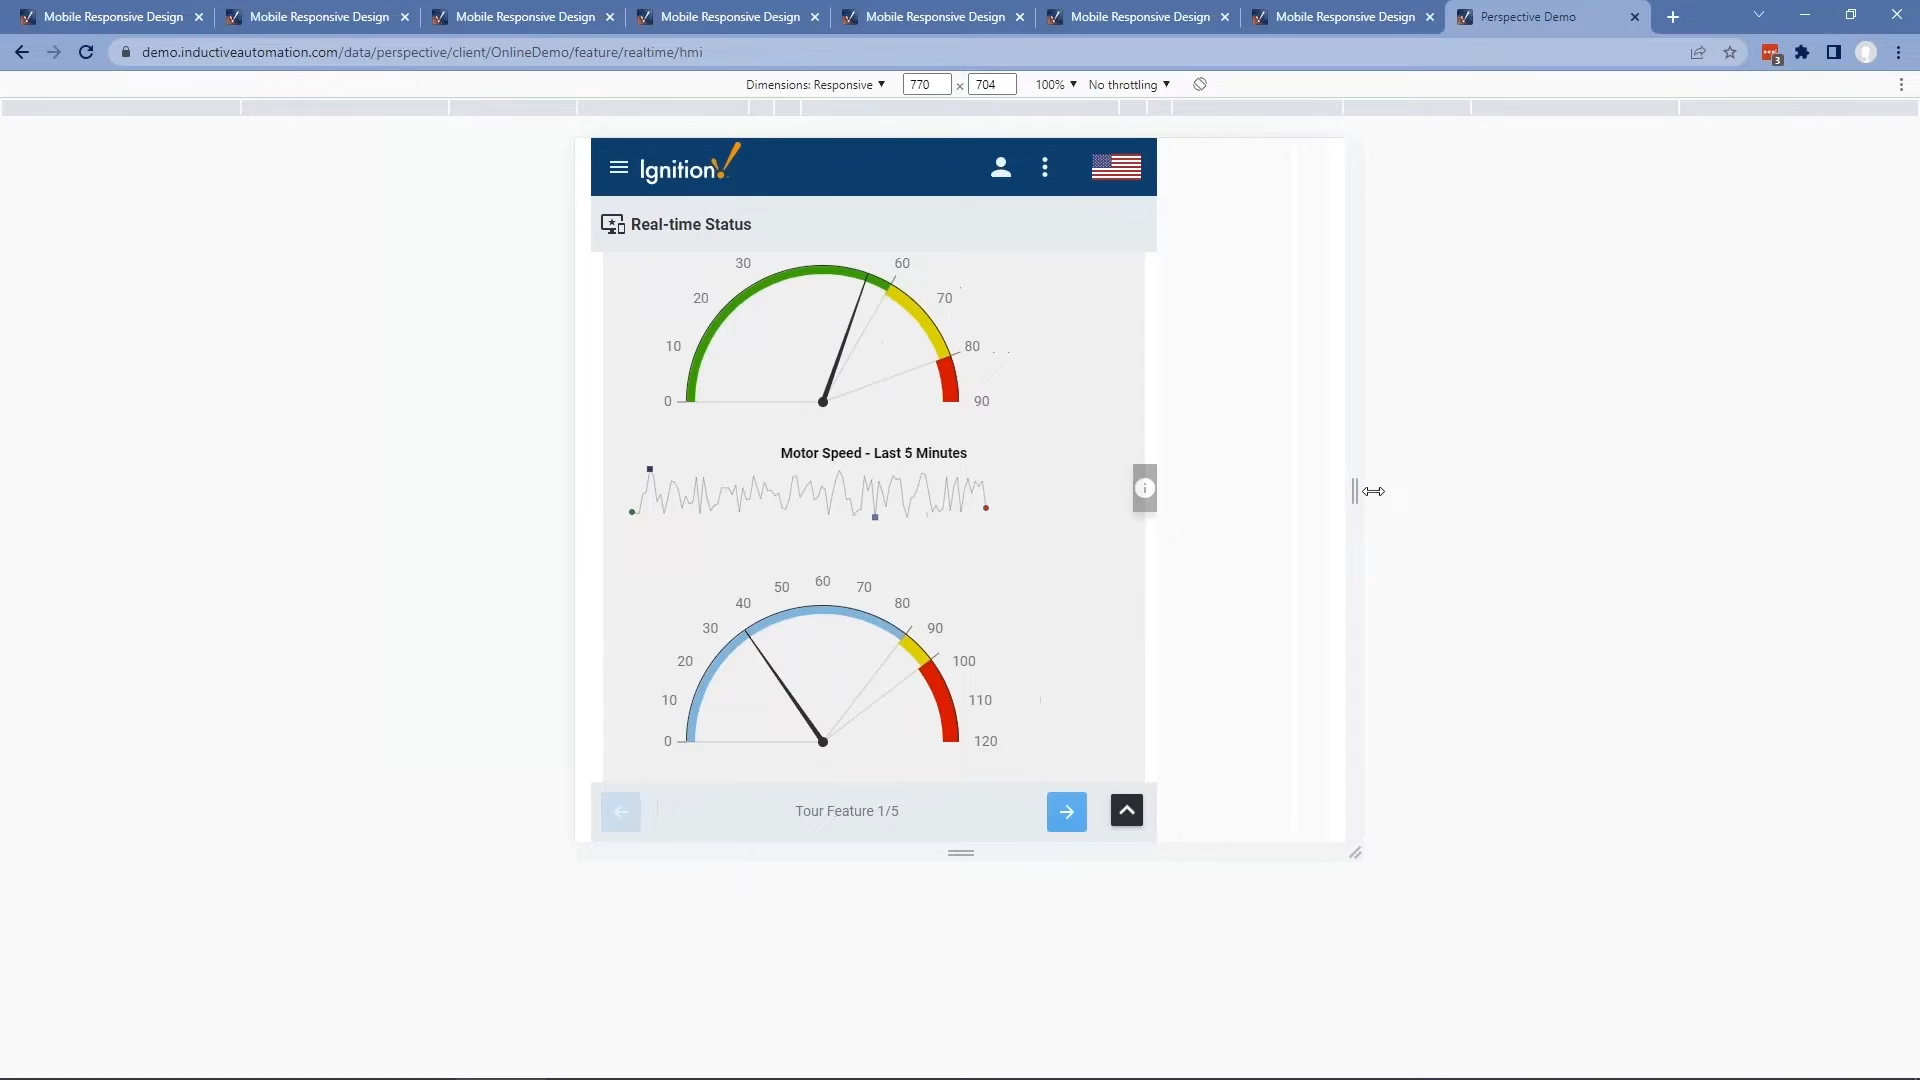 Mobile Responsive Design
Mobile Responsive Design
Mobile Responsive Design
Mobile Responsive Design
Mobile Responsive Design
Mobile Responsive Design
Mobile Responsive Design
Perspective Demo
demo.inductiveautomation.com/data/perspective/client/OnlineDemo/feature/realtime/hmi
3
Dimensions: Responsive ▼ 770 × 704 100% ▼ No throttling ▼
Ignition!
Real-time Status
30 60
20 70
10 80
0 90
Motor Speed - Last 5 Minutes
50 60 70
40 80
30 90
20 100
10 110
0 120
Tour Feature 1/5